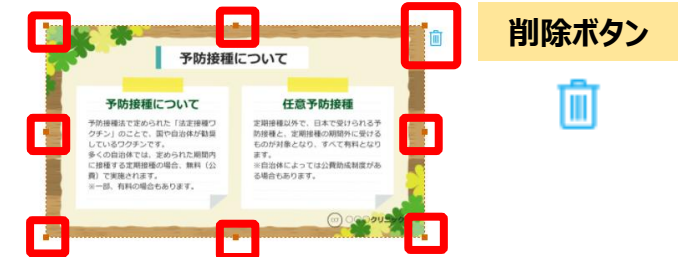 削除ボタン
予防接種について
予防接種について
予防接種法で定められた「法定接種ワ
クチン」のことで、国や自治体が勧奨
しているワクチンです。
多くの自治体では、定められた期間内
に接種する定期接種の場合、無料（公
費）で実施されます。
※一部、有料の場合もあります。
任意予防接種
定期接種以外で、日本で受けられる予
防接種と、定期接種の期間外に受ける
ものが対象となり、すべて有料となり
ます。
※自治体によっては公費助成制度があ
る場合もあります。
〇〇〇クリニック